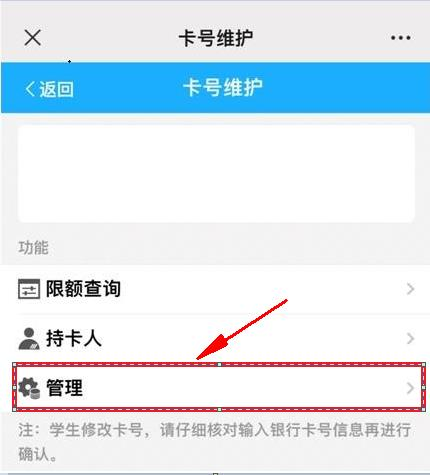 卡号维护
返回
卡号维护
功能
限额查询
持卡人
管理
注：学生修改卡号，请仔细核对输入银行卡号信息再进行
确认。